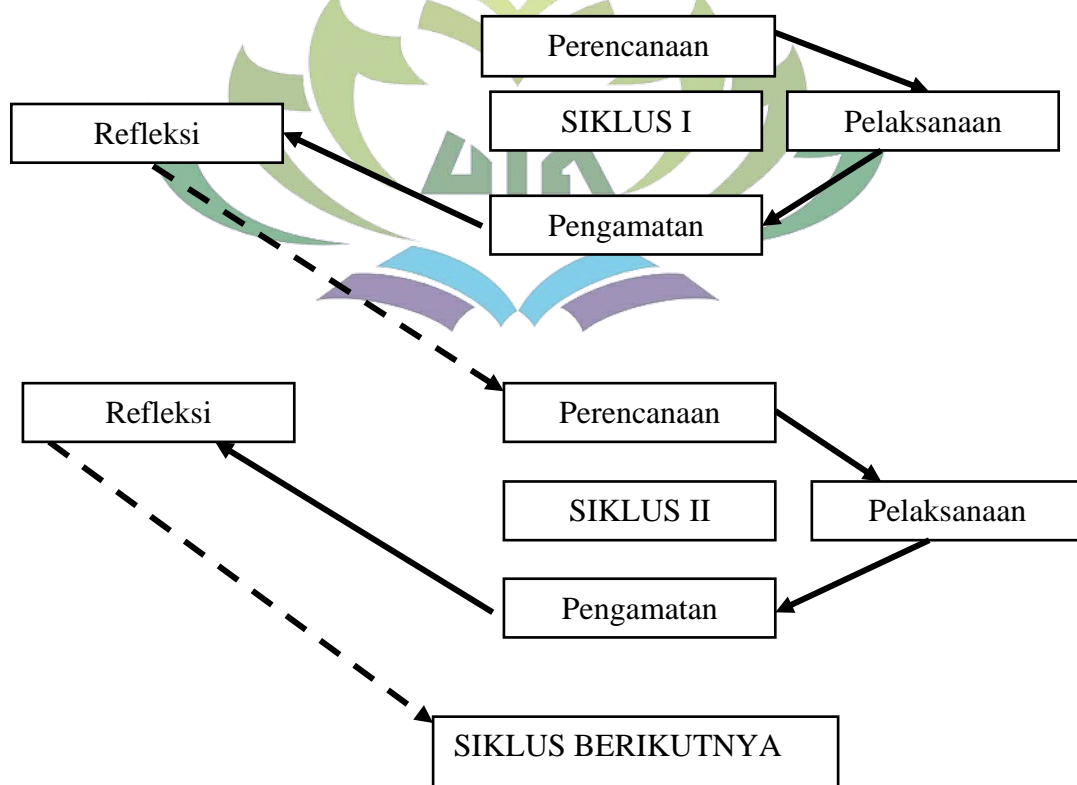 Perencanaan
SIKLUS I
Pelaksanaan
Refleksi
Pengamatan
Refleksi
Perencanaan
SIKLUS II
Pelaksanaan
Pengamatan
SIKLUS BERIKUTNYA